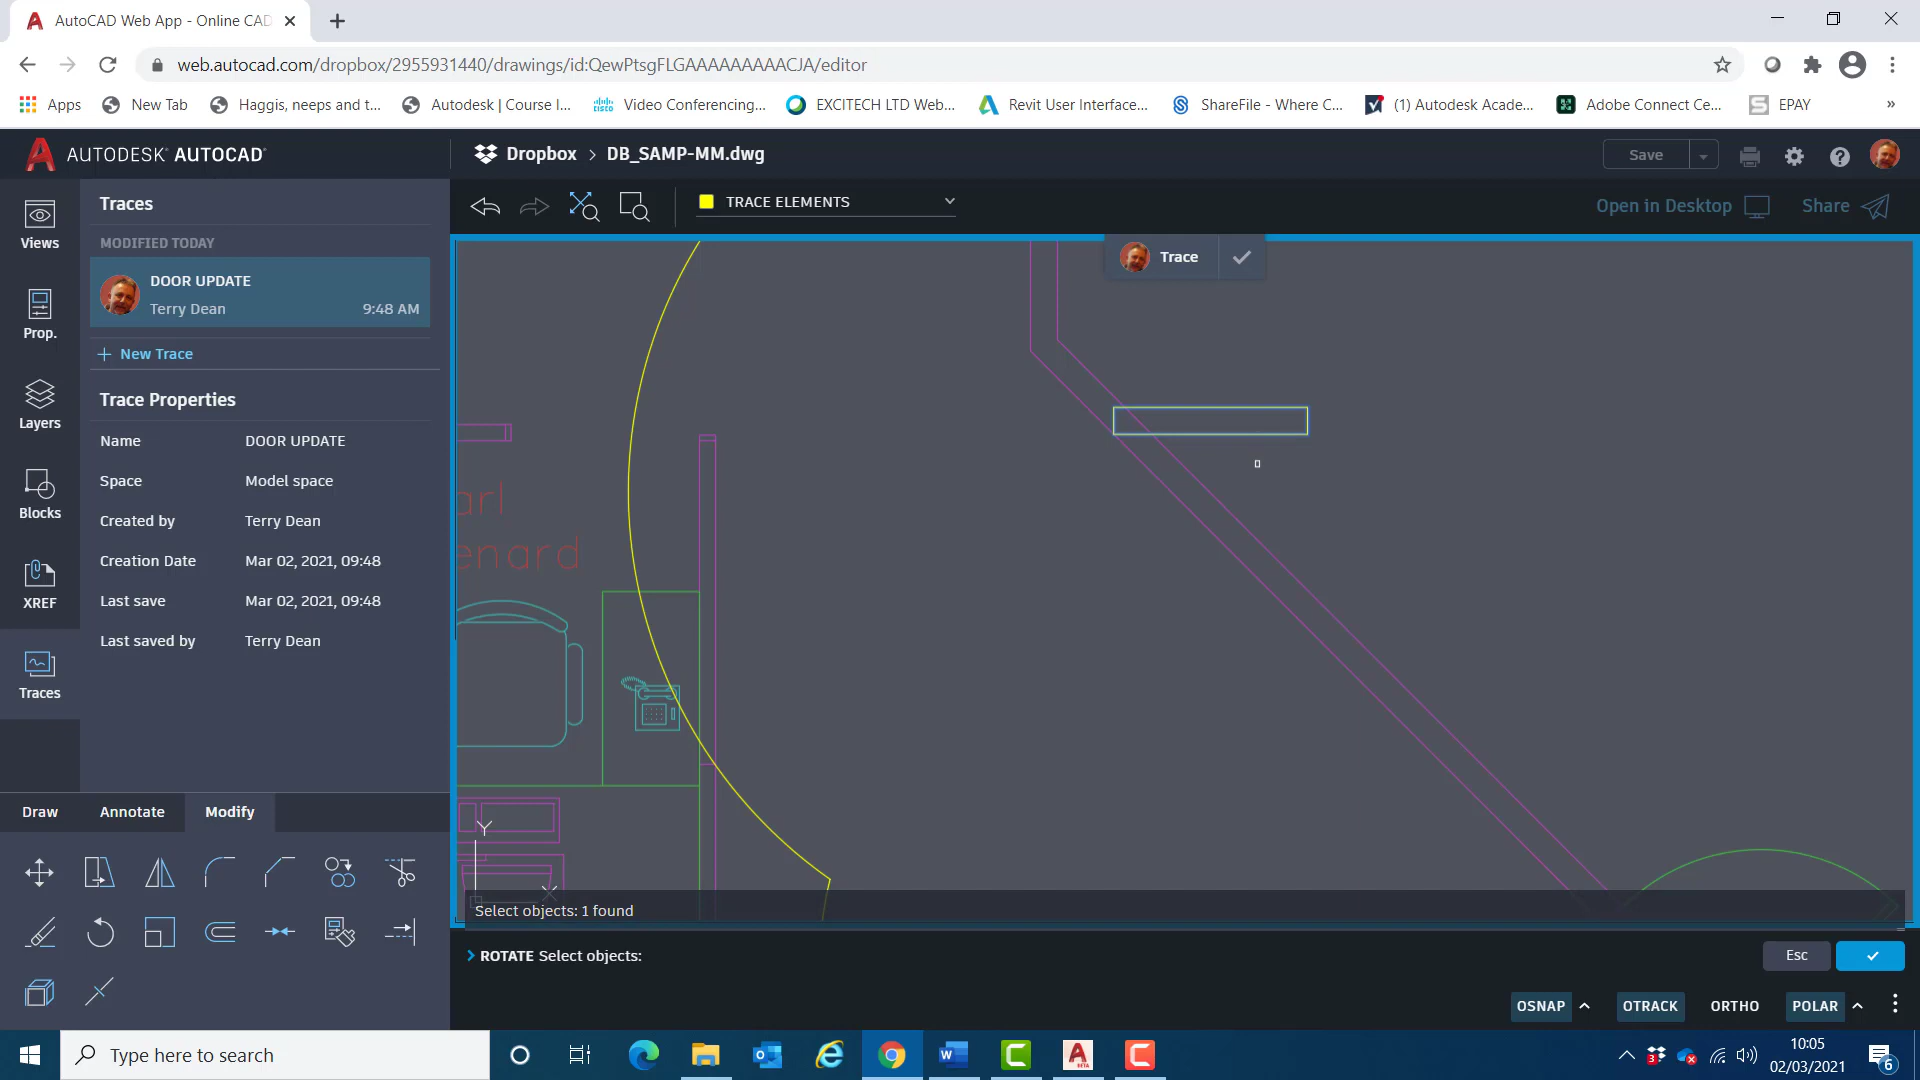 AutoCAD Web App - Online CAD
web.autocad.com/dropbox/2955931440/drawings/id:QewPtsgFLGAAAAAAAAACJA/editor
Apps New Tab Haggis, neeps and t... Autodesk | Course I... Video Conferencing... EXCITECH LTD Web... Revit User Interface... ShareFile - Where C... (1) Autodesk Acade... Adobe Connect Ce... EPAY »
AUTODESK® AUTOCAD®
Dropbox > DB_SAMP-MM.dwg
Save
Views
Prop.
Layers
Blocks
XREF
Traces
Traces
MODIFIED TODAY
DOOR UPDATE
Terry Dean 9:48 AM
+ New Trace
Trace Properties
Name DOOR UPDATE
Space Model space
Created by Terry Dean
Creation Date Mar 02, 2021, 09:48
Last save Mar 02, 2021, 09:48
Last saved by Terry Dean
TRACE ELEMENTS
Open in Desktop
Share
Trace
arl
enard
Y
X
Draw Annotate Modify
Select objects: 1 found
> ROTATE Select objects:
Esc
OSNAP OTRACK ORTHO POLAR
Type here to search
10:05
02/03/2021
6